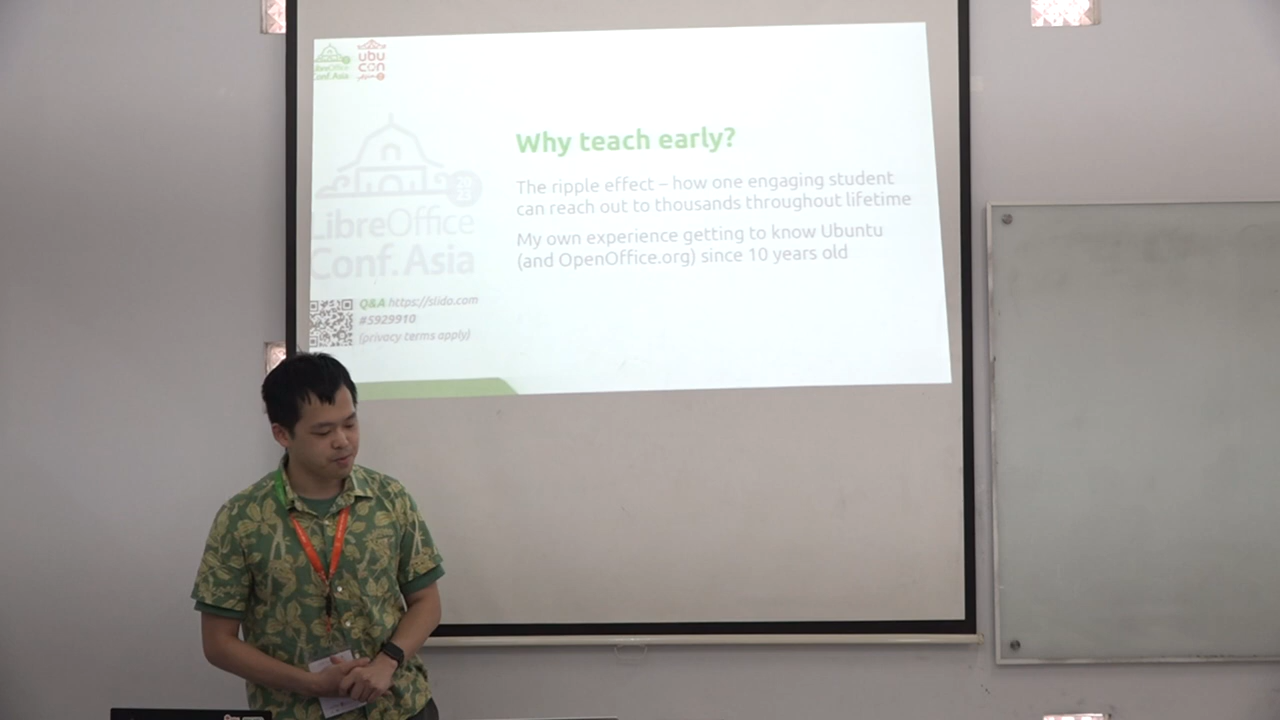 LibreOffice
Conf.Asia
ubu
con
Why teach early?
The ripple effect – how one engaging student
can reach out to thousands throughout lifetime
My own experience getting to know Ubuntu
(and OpenOffice.org) since 10 years old
LibreOffice
Conf.Asia
Q&A https://slido.com
#5929910
(privacy terms apply)